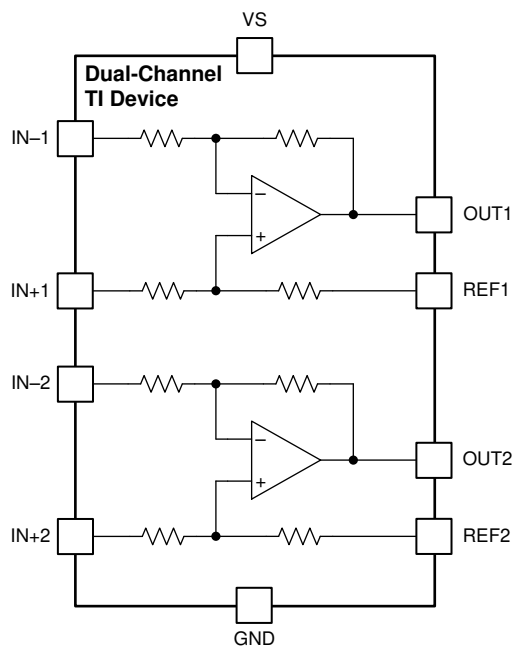 VS
Dual-Channel
TI Device
IN–1
OUT1
IN+1
REF1
IN–2
OUT2
IN+2
REF2
GND